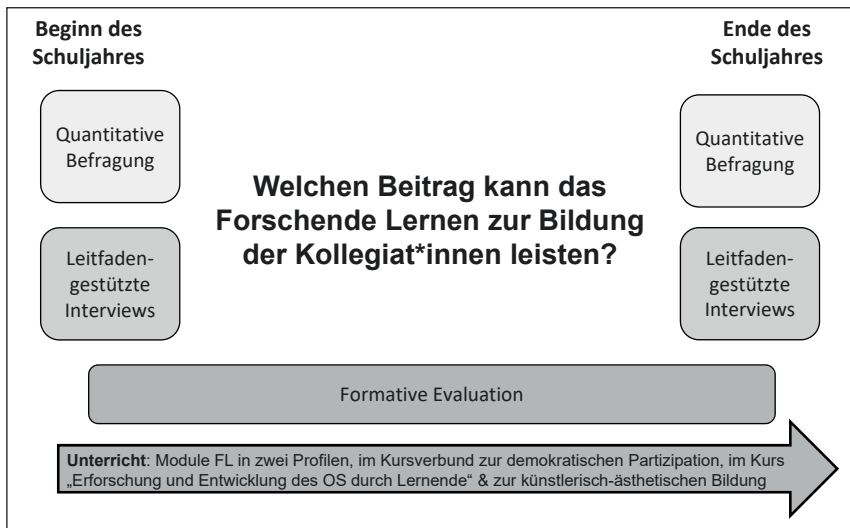 Beginn des
Schuljahres
Ende des
Schuljahres
Quantitative
Befragung
Quantitative
Befragung
Welchen Beitrag kann das
Forschende Lernen zur Bildung
der Kollegiat*innen leisten?
Leitfaden-
gestützte
Interviews
Leitfaden-
gestützte
Interviews
Formative Evaluation
Unterricht: Module FL in zwei Profilen, im Kursverbund zur demokratischen Partizipation, im Kurs
„Erforschung und Entwicklung des OS durch Lernende“ & zur künstlerisch-ästhetischen Bildung